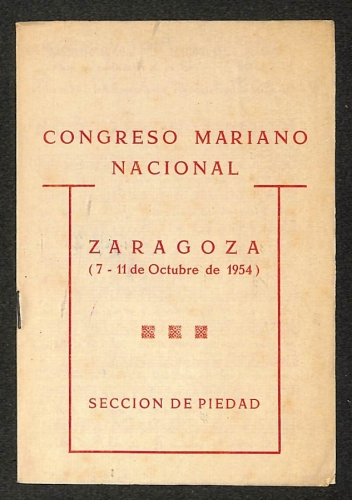 CONGRESO MARIANO
NACIONAL
ZARAGOZA
( 7 - 11 de Octubre de 1954 )
SECCION DE PIEDAD